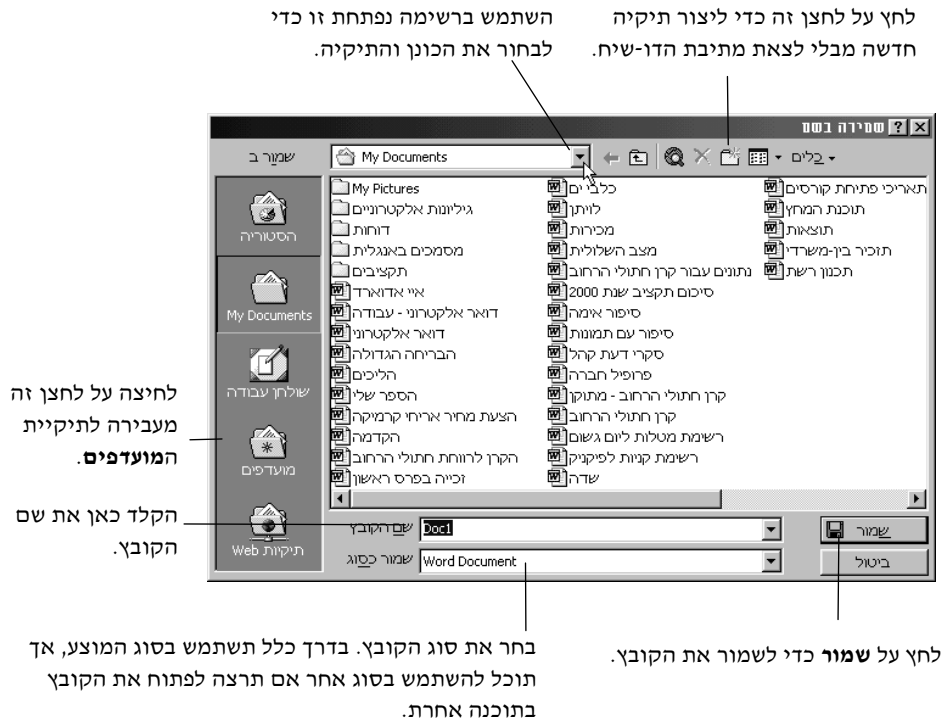 לחץ על לחצן זה כדי ליצור תיקיה
חדשה מבלי לצאת מתיבת הדו-שיח.
השתמש ברשימה נפתחת זו כדי
לבחור את הכונן והתיקיה.
שמירה בשם
שמור ב
My Documents
כלים
הסטוריה
My Documents
שולחן עבודה
מועדפים
תיקיות Web
My Pictures
גיליונות אלקטרוניים
דוחות
מסמכים באנגלית
תקציבים
איי אדוארד
דואר אלקטרוני - עבודה
דואר אלקטרוני
הבריחה הגדולה
הליכים
הספר שלי
הצעת מחיר אריחי קרמיקה
הקדמה
הקרן לרווחת חתולי הרחוב
זכייה בפרס ראשון
כלבי ים
לויתן
מכירות
מצב השלולית
נתונים עבור קרן חתולי הרחוב
סיכום תקציב שנת 2000
סיפור אימה
סיפור עם תמונות
סקרי דעת קהל
פרופיל חברה
קרן חתולי הרחוב - מתוקן
קרן חתולי הרחוב
רשימת מטלות ליום גשום
רשימת קניות לפיקניק
שדה
תאריכי פתיחת קורסים
תוכנת המחץ
תוצאות
תזכיר בין-משרדי
תכנון רשת
שם הקובץ
Doc1
שמור
שמור כסוג
Word Document
ביטול
לחיצה על לחצן זה
מעבירה לתיקיית
המועדפים.
הקלד כאן את שם
הקובץ.
לחץ על שמור כדי לשמור את הקובץ.
בחר את סוג הקובץ. בדרך כלל תשתמש בסוג המוצע, אך
תוכל להשתמש בסוג אחר אם תרצה לפתוח את הקובץ
בתוכנה אחרת.